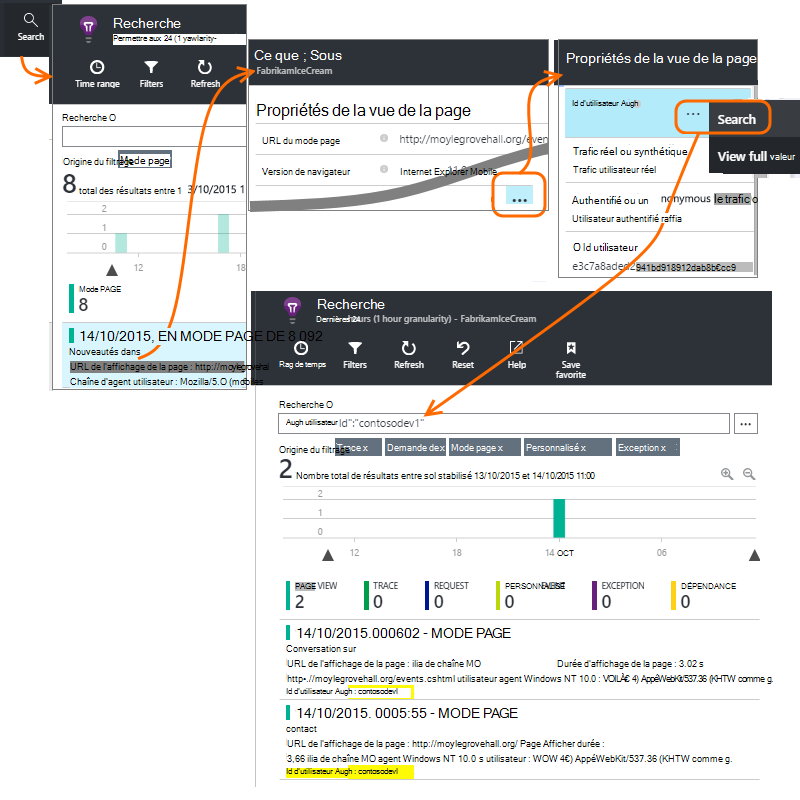 Search
Recherche
Permettre aux 24 (1 yawlarity-
Time range
Filters
Refresh
Recherche O
Origine du filtrage
Mode page
8 total des résultats entre 1 3/10/2015 1
2
1
0
12
18
Mode PAGE
8
14/10/2015, EN MODE PAGE DE 8,092
Nouveautés dans
URL de l'affichage de la page : http://moylegrovehal
Chaîne d'agent utilisateur : Mozilla/5.O (mobiles
Ce que ; Sous
FabrikamIceCream
Propriétés de la vue de la page
URL du mode page
http://moylegrovehall.org/even
Version de navigateur
Internet Explorer Mobile
...
Propriétés de la vue de la page
Id d'utilisateur Augh
...
Search
View full valeur
Trafic réel ou synthétique
Trafic utilisateur réel
Authentifié ou un
nonymous le trafic o
Utilisateur authentifié raffia
O Id utilisateur
e3c7a8aded2941bd918912dab8b€cc9
Recherche
Dernières 24 hours (1 hour granularity) - FabrikamIceCream
Rag de temps
Filters
Refresh
Reset
Help
Save
favorite
Recherche O
Augh utilisateur Id":"contosodev1"
...
Origine du filtrage
Trace x
Demande de x
Mode page x
Personnalisé x
Exception x
2 Nombre total de résultats entre sol stabilisé 13/10/2015 et 14/10/2015 11:00
2
1
0
12
18
14 OCT
06
PAGE VIEW
2
TRACE
0
REQUEST
0
PERSONNALISÉ
0
EXCEPTION
0
DÉPENDANCE
0
14/10/2015.000602 - MODE PAGE
Conversation sur
URL de l'affichage de la page : ilia de chaîne MO
Durée d'affichage de la page : 3.02 s
http•.//moylegrovehall.org/events.cshtml utilisateur agent Windows NT 10.0 : VOILÀ€ 4) AppéWebKit/537.36 (KHTW comme g.
Id d'utilisateur Augh : contosodevl
14/10/2015. 0005:55 - MODE PAGE
contact
URL de l'affichage de la page : http://moylegrovehall.org/ Page Afficher durée :
3,66 ilia de chaîne MO agent Windows NT 10.0 s utilisateur : WOW 4€) AppéWebKit/537.36 (KHTW comme g.
Id d'utilisateur Augh : contosodevl